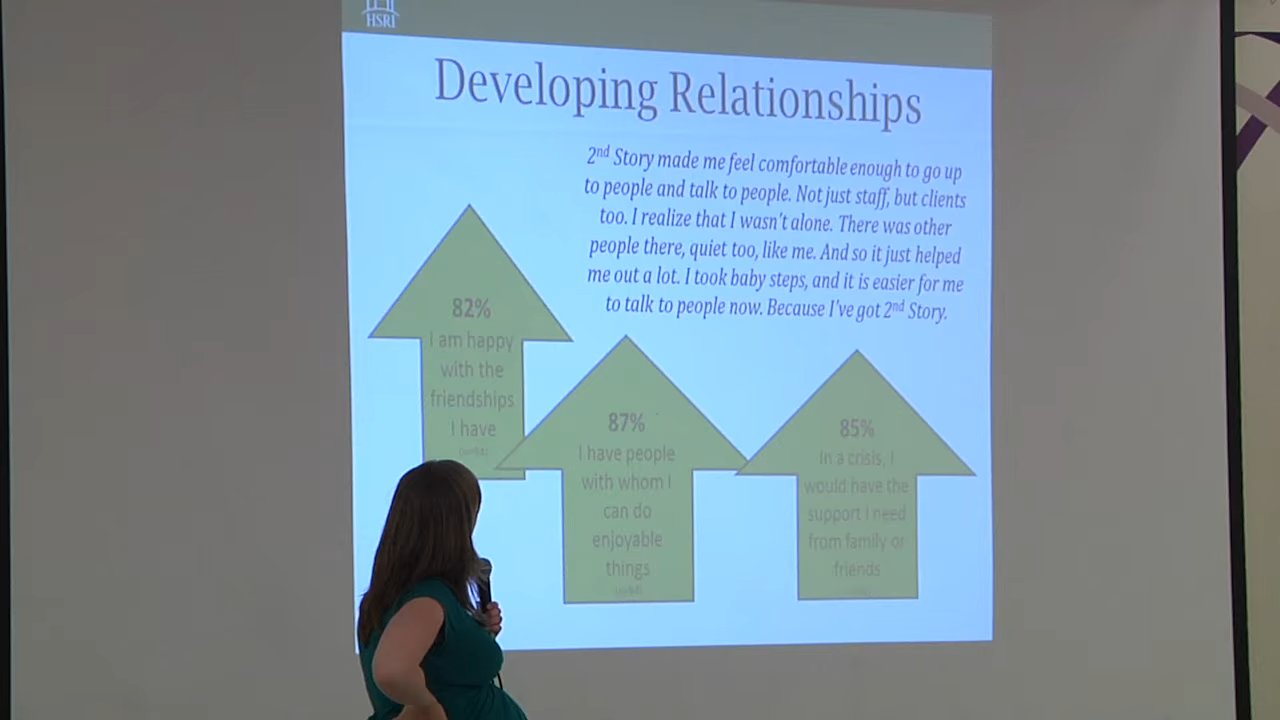 HSRI
Developing Relationships
2nd Story made me feel comfortable enough to go up
to people and talk to people. Not just staff, but clients
too. I realize that I wasn't alone. There was other
people there, quiet too, like me. And so it just helped
me out a lot. I took baby steps, and it is easier for me
to talk to people now. Because I've got 2nd Story.
82%
I am happy
with the
friendships
I have
87%
I have people
with whom I
can do
enjoyable
things
85%
In a crisis, I
would have the
support I need
from family or
friends